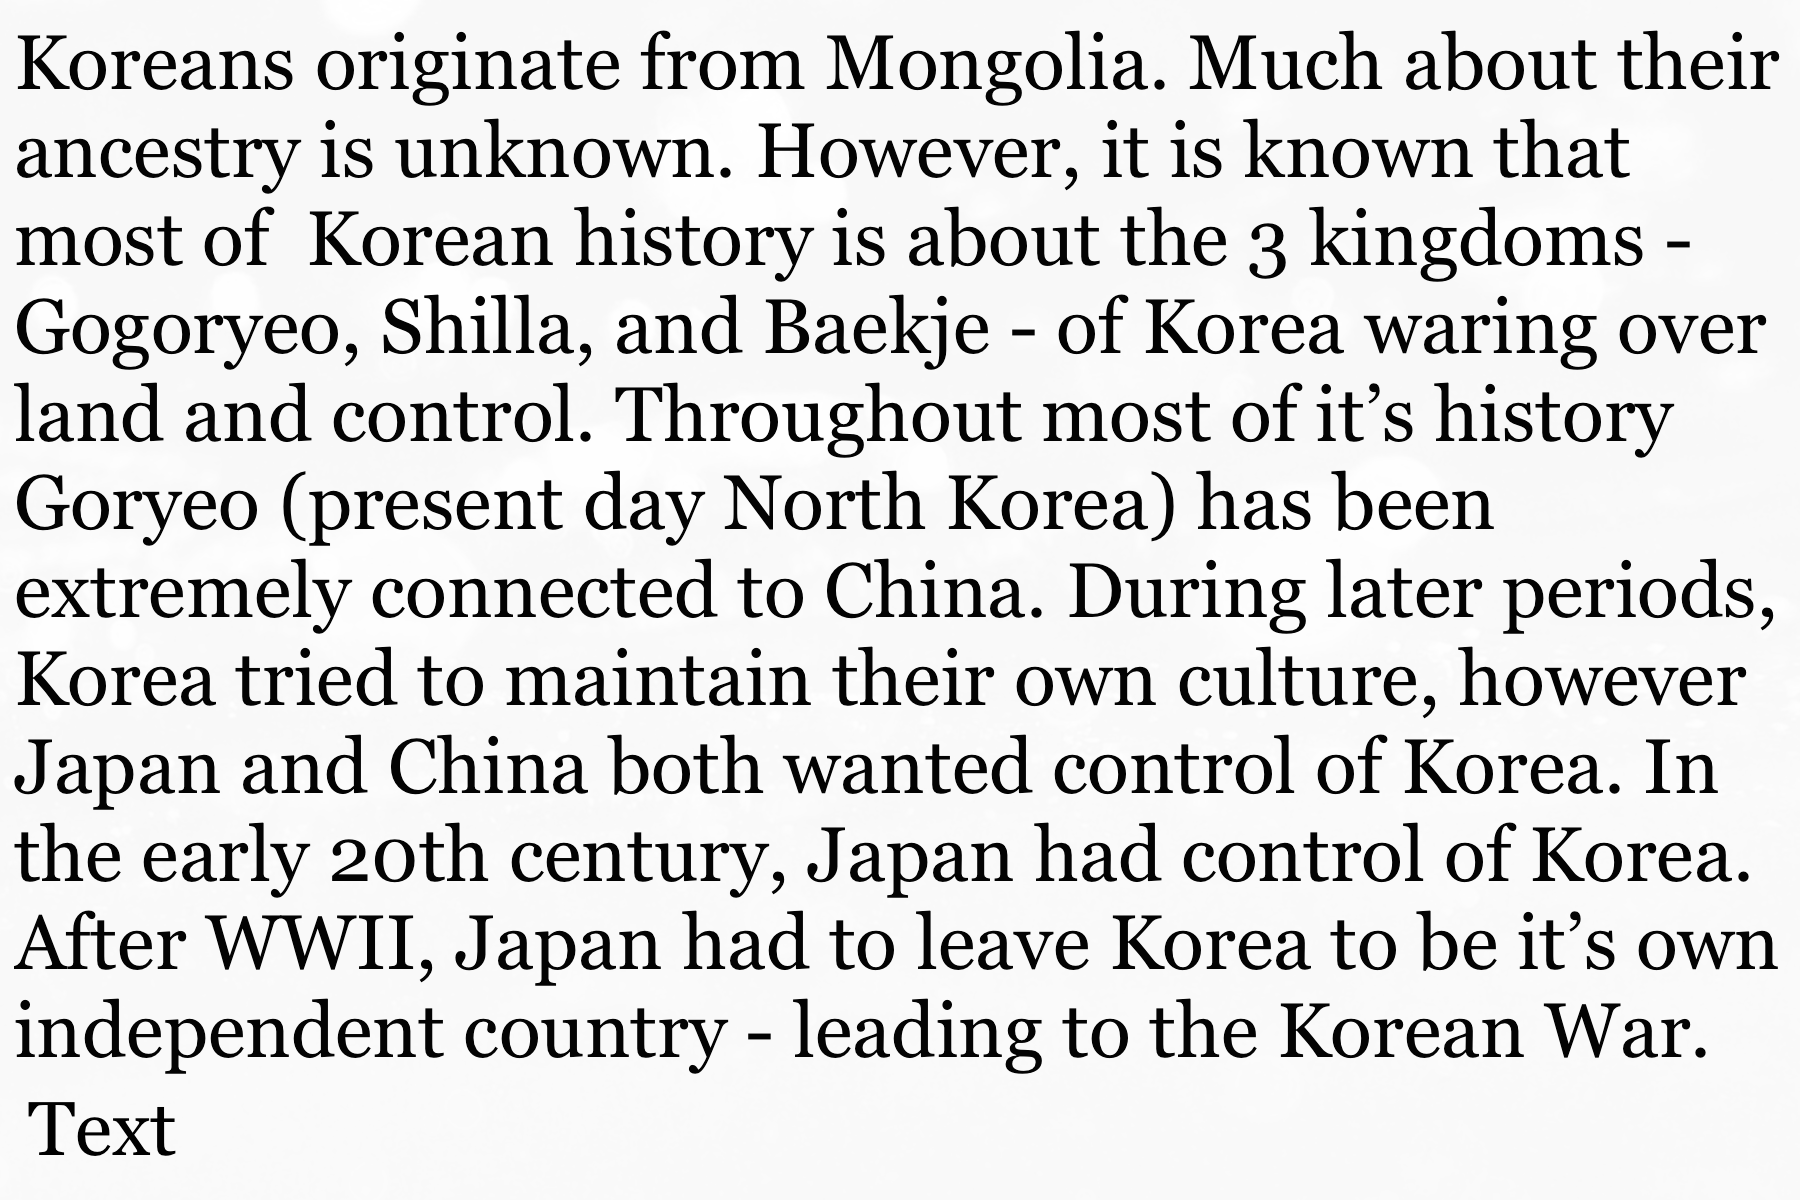 Koreans originate from Mongolia. Much about their
ancestry is unknown. However, it is known that
most of  Korean history is about the 3 kingdoms -
Gogoryeo, Shilla, and Baekje - of Korea waring over
land and control. Throughout most of it’s history
Goryeo (present day North Korea) has been
extremely connected to China. During later periods,
Korea tried to maintain their own culture, however
Japan and China both wanted control of Korea. In
the early 20th century, Japan had control of Korea.
After WWII, Japan had to leave Korea to be it’s own
independent country - leading to the Korean War.
Text